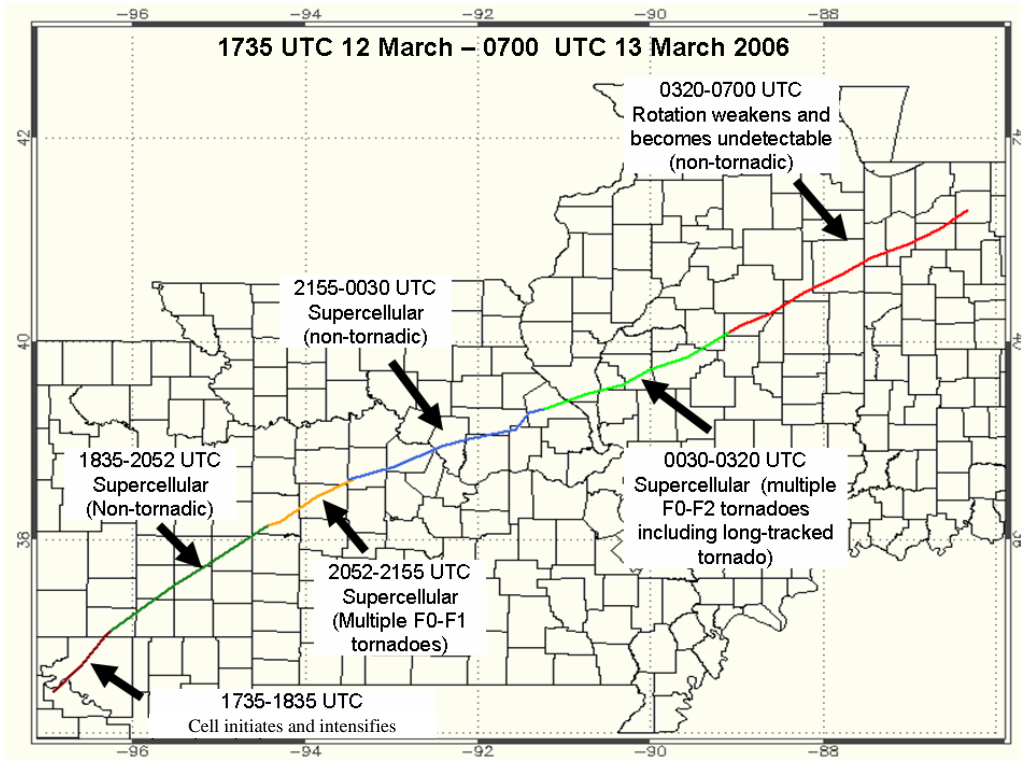 −96
−94
−92
−90
−88
1735 UTC 12 March – 0700 UTC 13 March 2006
0320-0700 UTC
Rotation weakens and
becomes undetectable
(non-tornadic)
42
42
2155-0030 UTC
Supercellular
(non-tornadic)
40
40
1835-2052 UTC
Supercellular
(Non-tornadic)
0030-0320 UTC
Supercellular (multiple
F0-F2 tornadoes
including long-tracked
tornado)
38
38
2052-2155 UTC
Supercellular
(Multiple F0-F1
tornadoes)
1735-1835 UTC
Cell initiates and intensifies
−96
−94
−92
−90
−88